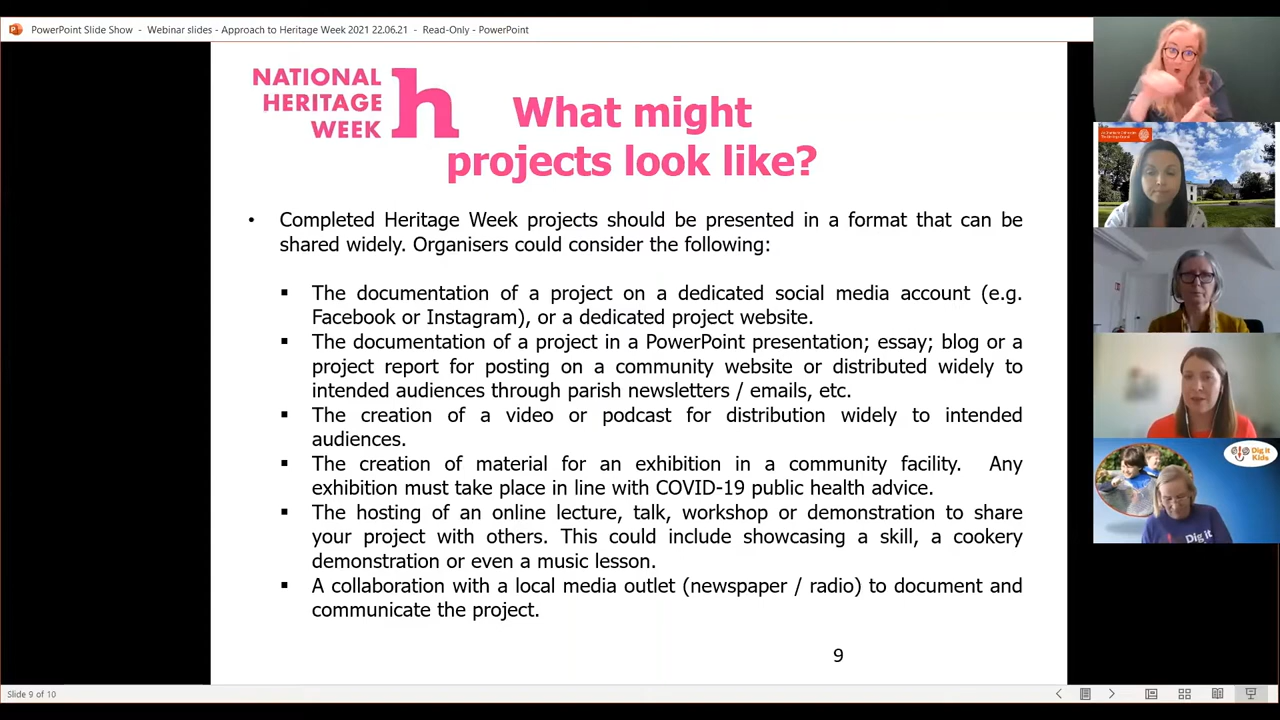 PowerPoint Slide Show - Webinar slides - Approach to Heritage Week 2021 22.06.21 - Read-Only - PowerPoint
NATIONAL
HERITAGE
WEEK
h
What might
projects look like?
• Completed Heritage Week projects should be presented in a format that can be
shared widely. Organisers could consider the following:
▪ The documentation of a project on a dedicated social media account (e.g.
Facebook or Instagram), or a dedicated project website.
▪ The documentation of a project in a PowerPoint presentation; essay; blog or a
project report for posting on a community website or distributed widely to
intended audiences through parish newsletters / emails, etc.
▪ The creation of a video or podcast for distribution widely to intended
audiences.
▪ The creation of material for an exhibition in a community facility. Any
exhibition must take place in line with COVID-19 public health advice.
▪ The hosting of an online lecture, talk, workshop or demonstration to share
your project with others. This could include showcasing a skill, a cookery
demonstration or even a music lesson.
▪ A collaboration with a local media outlet (newspaper / radio) to document and
communicate the project.
9
Slide 9 of 10
Dig it
Kids
Dig it